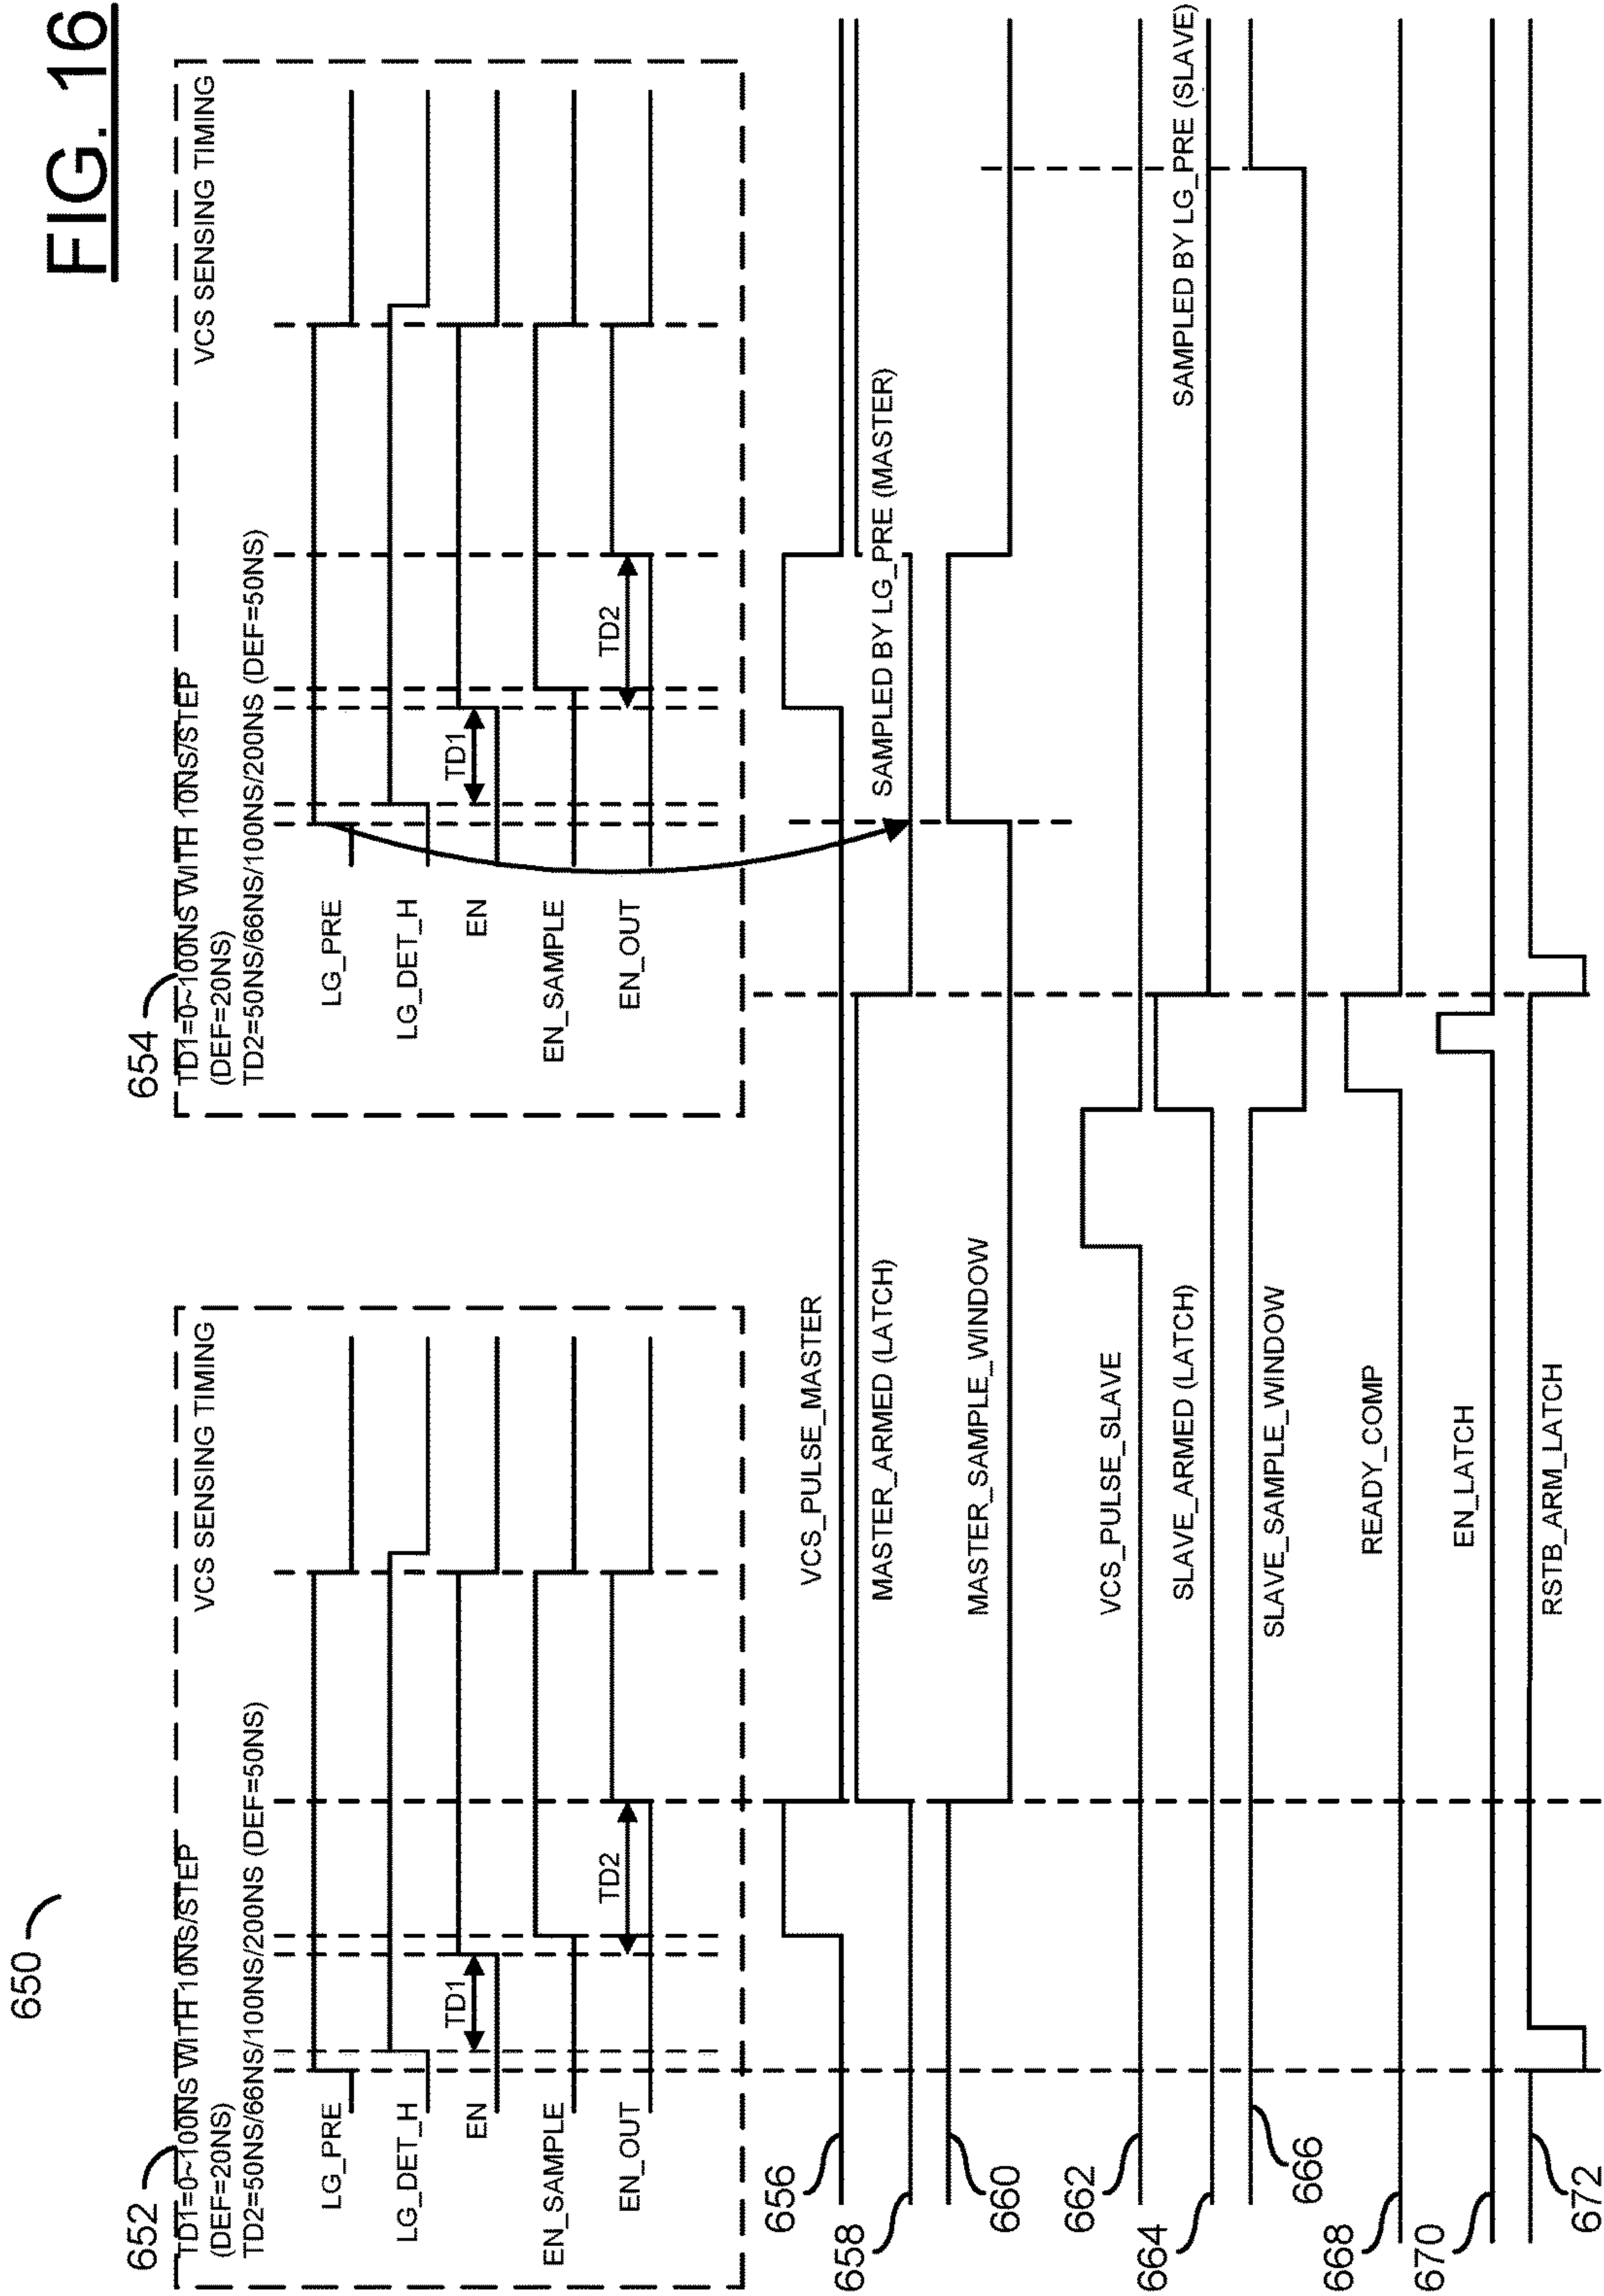 FIG. 16
650
652
TD1=0~100NS WITH 10NS/STEP
(DEF=20NS)
TD2=50NS/66NS/100NS/200NS (DEF=50NS)
VCS SENSING TIMING
LG_PRE
LG_DET_H
EN
TD1
EN_SAMPLE
EN_OUT
TD2
654
TD1=0~100NS WITH 10NS/STEP
(DEF=20NS)
TD2=50NS/66NS/100NS/200NS (DEF=50NS)
VCS SENSING TIMING
LG_PRE
LG_DET_H
EN
TD1
EN_SAMPLE
EN_OUT
TD2
656
VCS_PULSE_MASTER
658
MASTER_ARMED (LATCH)
SAMPLED BY LG_PRE (MASTER)
660
MASTER_SAMPLE_WINDOW
662
VCS_PULSE_SLAVE
664
SLAVE_ARMED (LATCH)
SAMPLED BY LG_PRE (SLAVE)
666
SLAVE_SAMPLE_WINDOW
668
READY_COMP
670
EN_LATCH
672
RSTB_ARM_LATCH